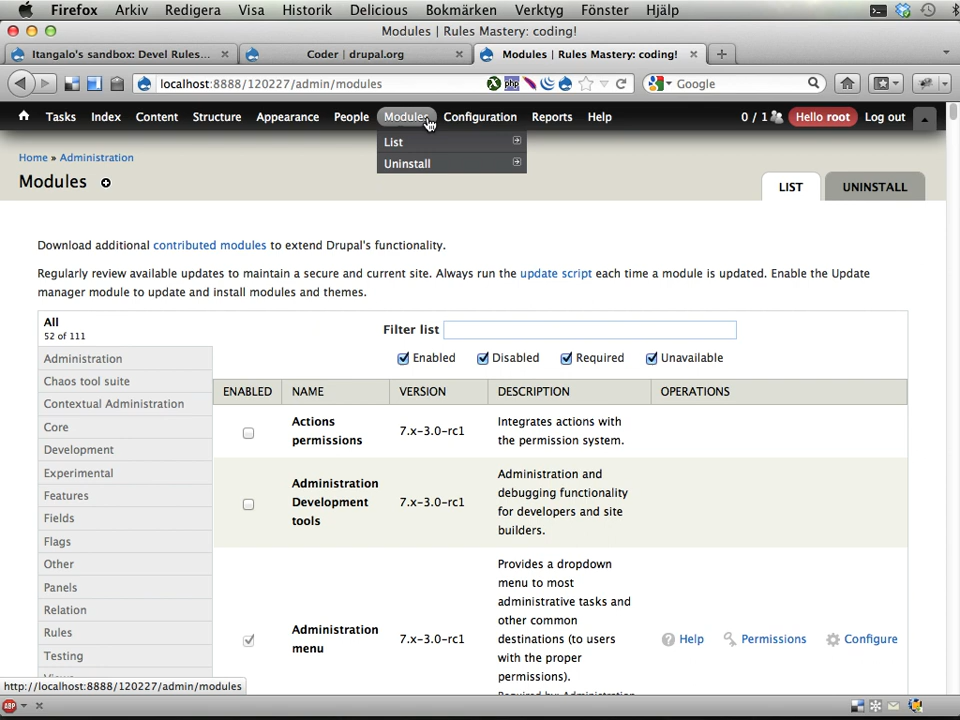 Firefox Arkiv Redigera Visa Historik Delicious Bokmärken Verktyg Fönster Hjälp
Modules | Rules Mastery: coding!
Itangalo's sandbox: Devel Rules...
Coder | drupal.org
Modules | Rules Mastery: coding!
localhost:8888/120227/admin/modules
php
Google
Tasks Index Content Structure Appearance People Modules Configuration Reports Help 0 / 1 Hello root Log out
List
Uninstall
Home » Administration
Modules
LIST
UNINSTALL
Download additional contributed modules to extend Drupal's functionality.
Regularly review available updates to maintain a secure and current site. Always run the update script each time a module is updated. Enable the Update
manager module to update and install modules and themes.
All
52 of 111
Administration
Chaos tool suite
Contextual Administration
Core
Development
Experimental
Features
Fields
Flags
Other
Panels
Relation
Rules
Testing
Filter list
Enabled Disabled Required Unavailable
ENABLED NAME VERSION DESCRIPTION OPERATIONS
Actions
permissions
7.x-3.0-rc1
Integrates actions with
the permission system.
Administration
Development
tools
7.x-3.0-rc1
Administration and
debugging functionality
for developers and site
builders.
Administration
menu
7.x-3.0-rc1
Provides a dropdown
menu to most
administrative tasks and
other common
destinations (to users
with the proper
permissions).
Required by: Administration
Help Permissions Configure
http://localhost:8888/120227/admin/modules
ABP